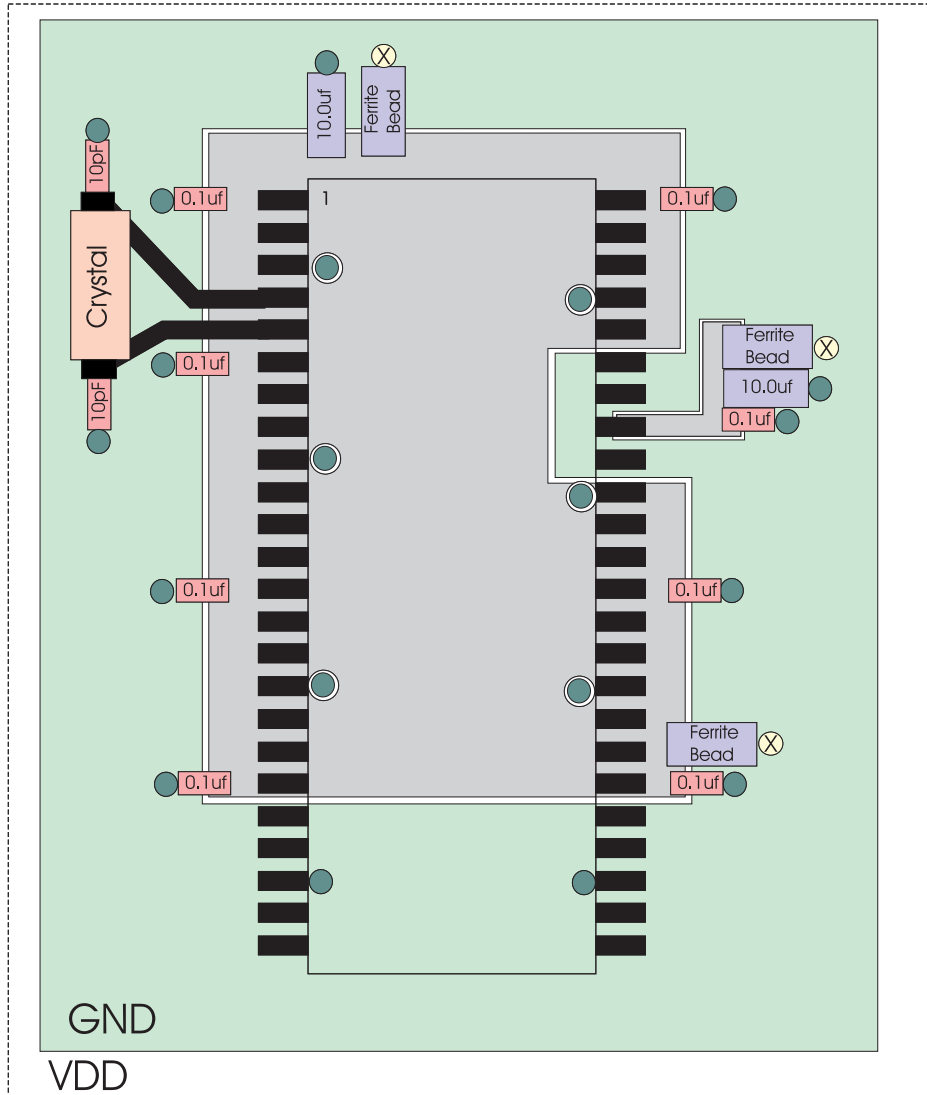 10.0uf
Ferrite
Bead
X
10pF
0.1uf
1
0.1uf
Crystal
Ferrite
Bead
X
10.0uf
0.1uf
0.1uf
10pF
0.1uf
0.1uf
Ferrite
Bead
X
0.1uf
0.1uf
GND
VDD